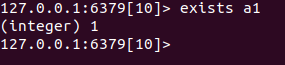 127.0.0.1:6379[10]> exists a1
(integer) 1
127.0.0.1:6379[10]>